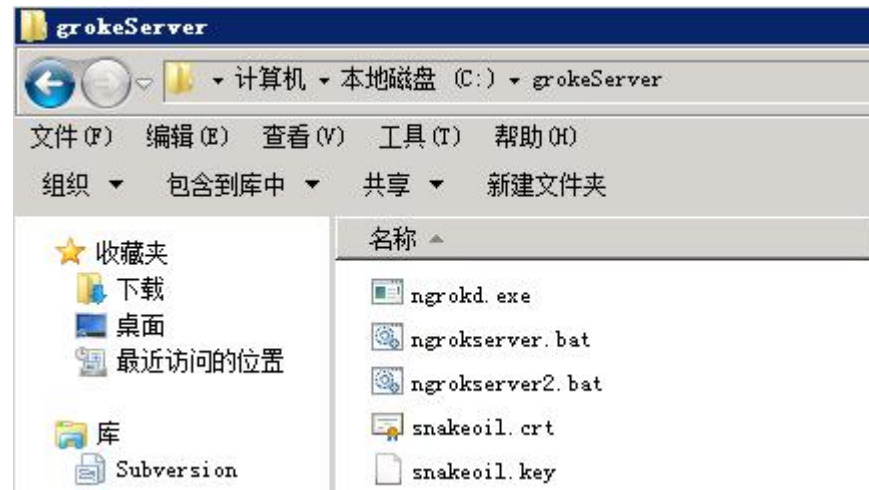 grokeServer
计算机 本地磁盘 (C:) grokeServer
文件(F) 编辑(E) 查看(V) 工具(T) 帮助(H)
组织 包含到库中 共享 新建文件夹
收藏夹
下载
桌面
最近访问的位置
库
Subversion
名称
ngrokd.exe
ngrokserver.bat
ngrokserver2.bat
snakeoil.crt
snakeoil.key